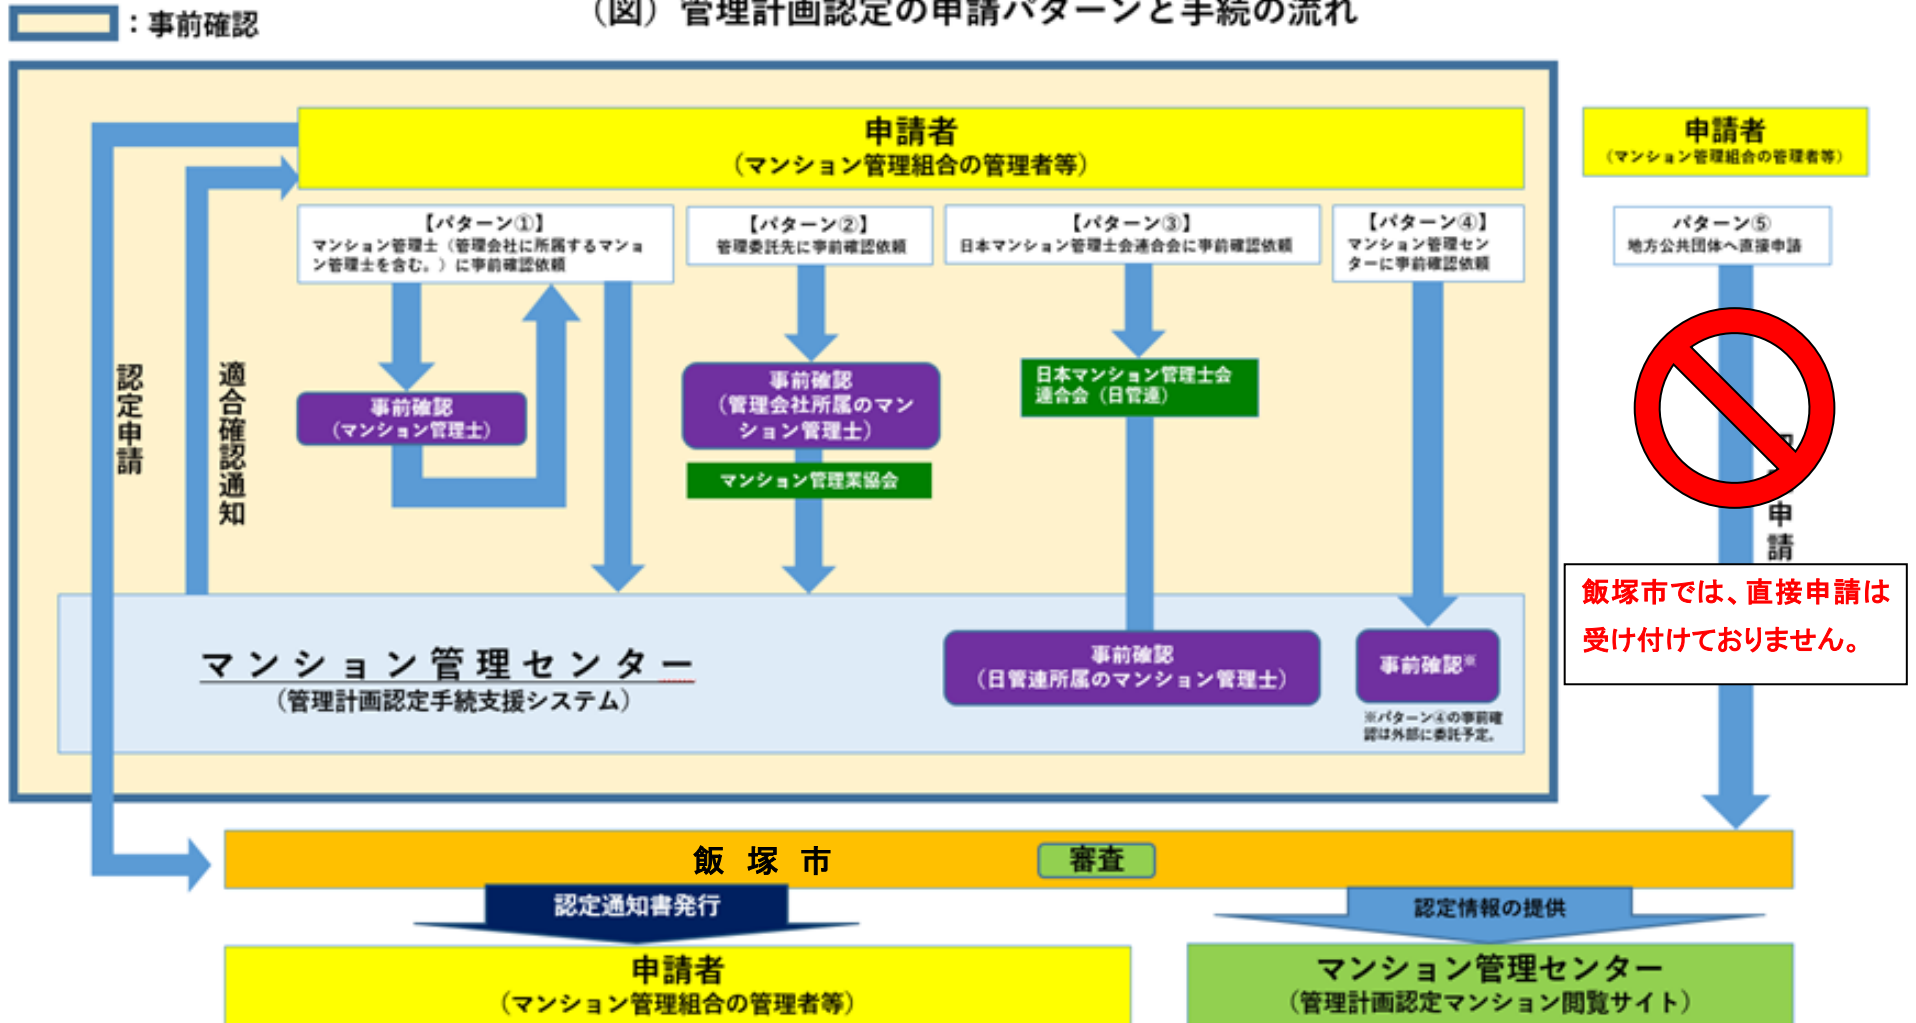 （図）管理計画認定の申請パターンと手続の流れ
：事前確認
申請者
（マンション管理組合の管理者等）
申請者
（マンション管理組合の管理者等）
【パターン①】
マンション管理士（管理会社に所属するマンショ
ン管理士を含む。）に事前確認依頼
【パターン②】
管理委託先に事前確認依頼
【パターン③】
日本マンション管理士会連合会に事前確認依頼
【パターン④】
マンション管理セン
ターに事前確認依頼
パターン⑤
地方公共団体へ直接申請
認定申請
適合確認通知
事前確認
（マンション管理士）
事前確認
（管理会社所属のマン
ション管理士）
マンション管理業協会
日本マンション管理士会
連合会（日管連）
申請
飯塚市では、直接申請は
受け付けておりません。
マンション管理センター
（管理計画認定手続支援システム）
事前確認
（日管連所属のマンション管理士）
事前確認※
※パターン④の事前確
認は外部に委託予定。
飯塚市
審査
認定通知書発行
認定情報の提供
申請者
（マンション管理組合の管理者等）
マンション管理センター
（管理計画認定マンション閲覧サイト）